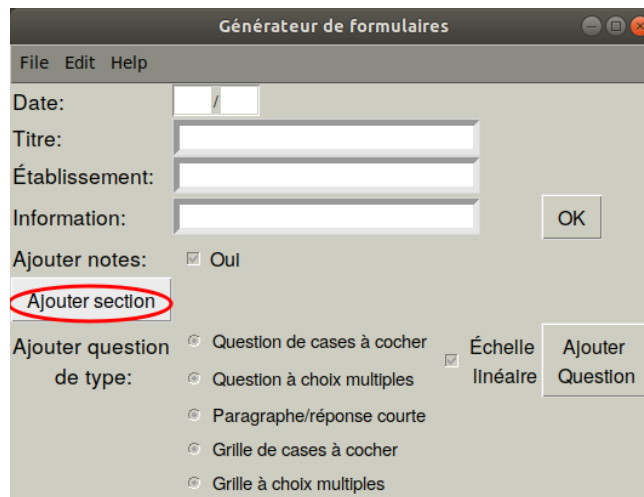 Générateur de formulaires
File Edit Help
Date: /
Titre:
Établissement:
Information: OK
Ajouter notes: Oui
Ajouter section
Ajouter question de type:
Question de cases à cocher
Question à choix multiples
Paragraphe/réponse courte
Grille de cases à cocher
Grille à choix multiples
Échelle
linéaire
Ajouter
Question